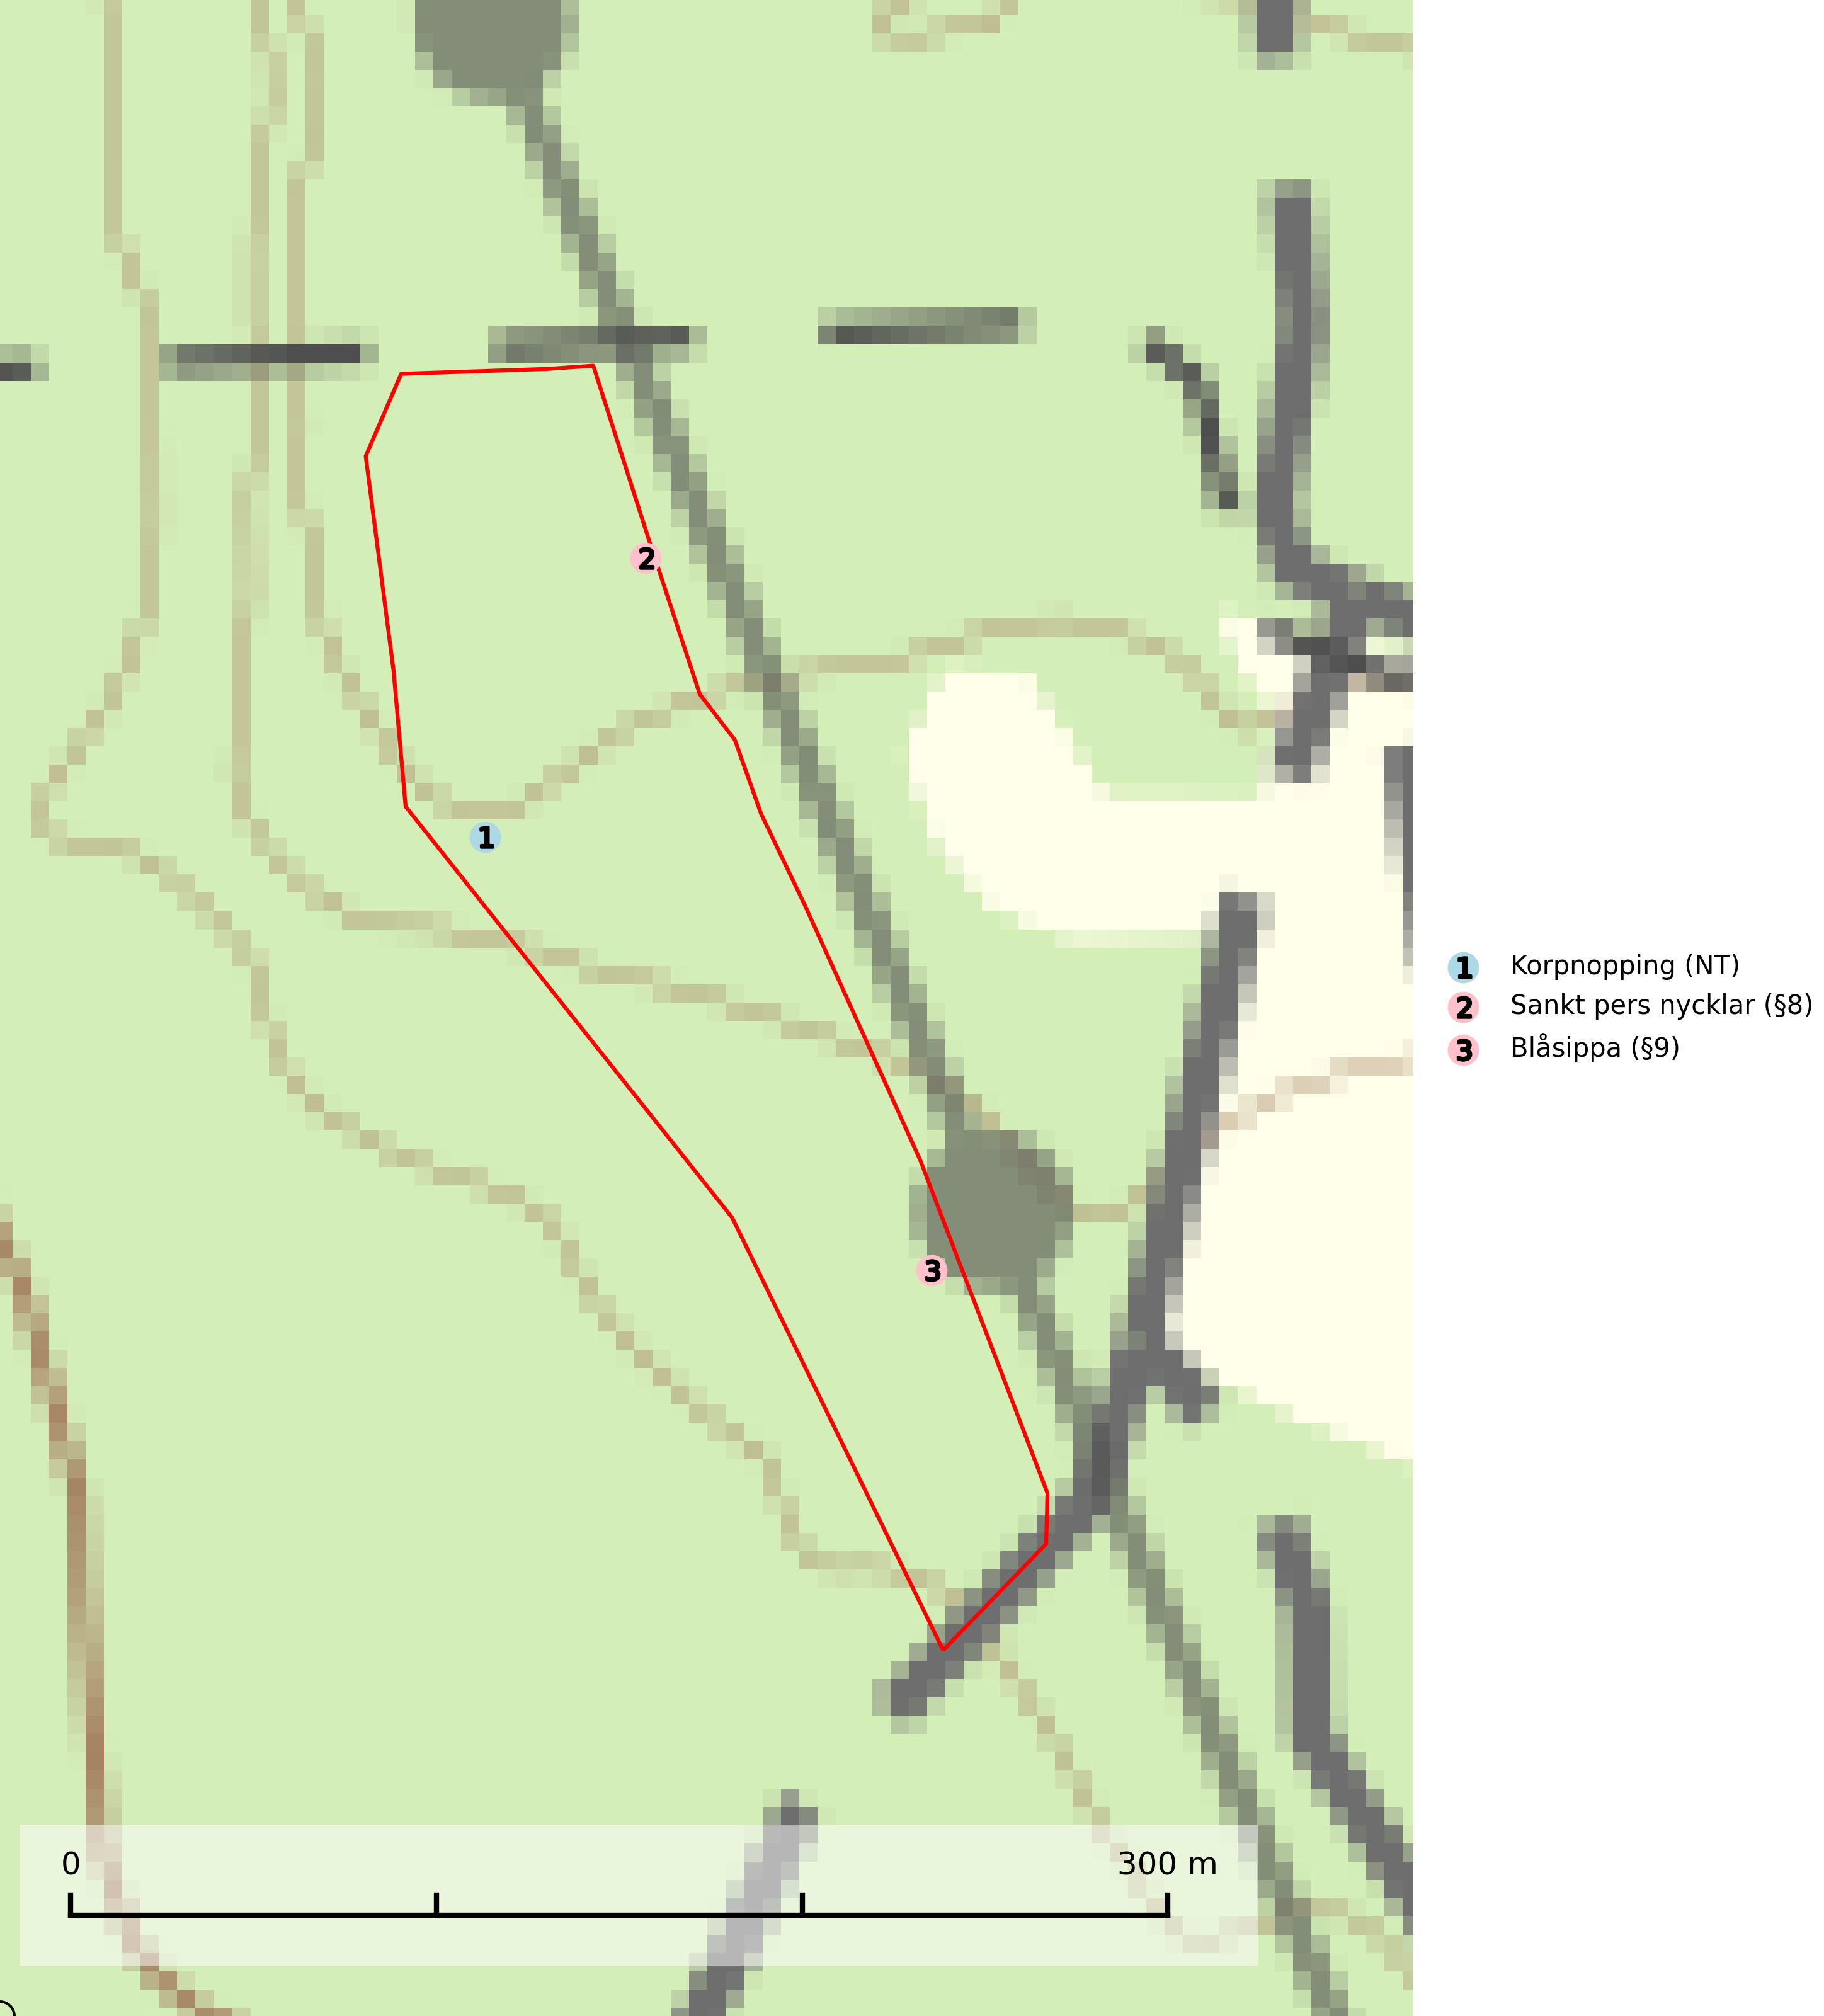 2
1
3
1 Korpnopping (NT)
2 Sankt pers nycklar (§8)
3 Blåsippa (§9)
0 300 m